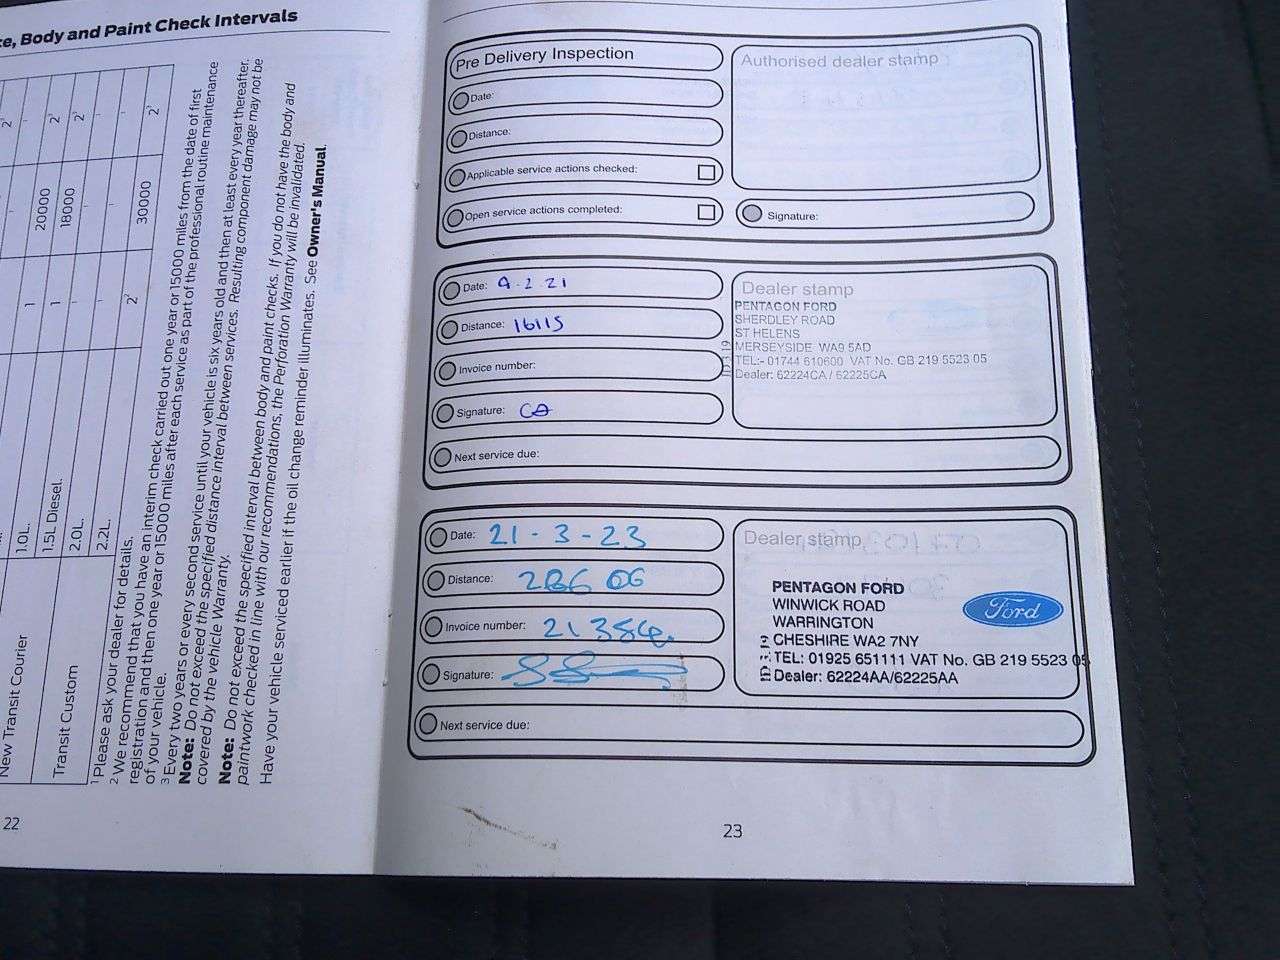 e, Body and Paint Check Intervals
2³
-
-
20000
2³
18000
2³
-
-
-
-
30000
2³
1
1
-
-
2²
1.0L.
1.5L Diesel.
2.0L.
2.2L.
New Transit Courier
Transit Custom
¹ Please ask your dealer for details.
² We recommend that you have an interim check carried out one year or 15000 miles from the date of first
registration and then one year or 15000 miles after each service as part of the professional routine maintenance
of your vehicle.
³ Every two years or every second service until your vehicle is six years old and then at least every year thereafter.
Note: Do not exceed the specified distance interval between services. Resulting component damage may not be
covered by the vehicle Warranty.
Note: Do not exceed the specified interval between body and paint checks. If you do not have the body and
paintwork checked in line with our recommendations, the Perforation Warranty will be invalidated.
Have your vehicle serviced earlier if the oil change reminder illuminates. See Owner's Manual.
22
Pre Delivery Inspection
Date:
Distance:
Applicable service actions checked:
Open service actions completed:
Authorised dealer stamp
Signature:
Date: 9.2.21
Distance: 16115
Invoice number:
Signature: CA
Next service due:
Dealer stamp
PENTAGON FORD
SHERDLEY ROAD
ST HELENS
MERSEYSIDE WA9 5AD
TEL:- 01744 610600 VAT No. GB 219 5523 05
Dealer: 62224CA / 62225CA
Date: 21-3-23
Distance:
Invoice number:
Signature:
Next service due:
Dealer stamp
PENTAGON FORD
WINWICK ROAD
WARRINGTON
CHESHIRE WA2 7NY
TEL: 01925 651111 VAT No. GB 219 5523 05
Dealer: 62224AA/62225AA
Ford
23